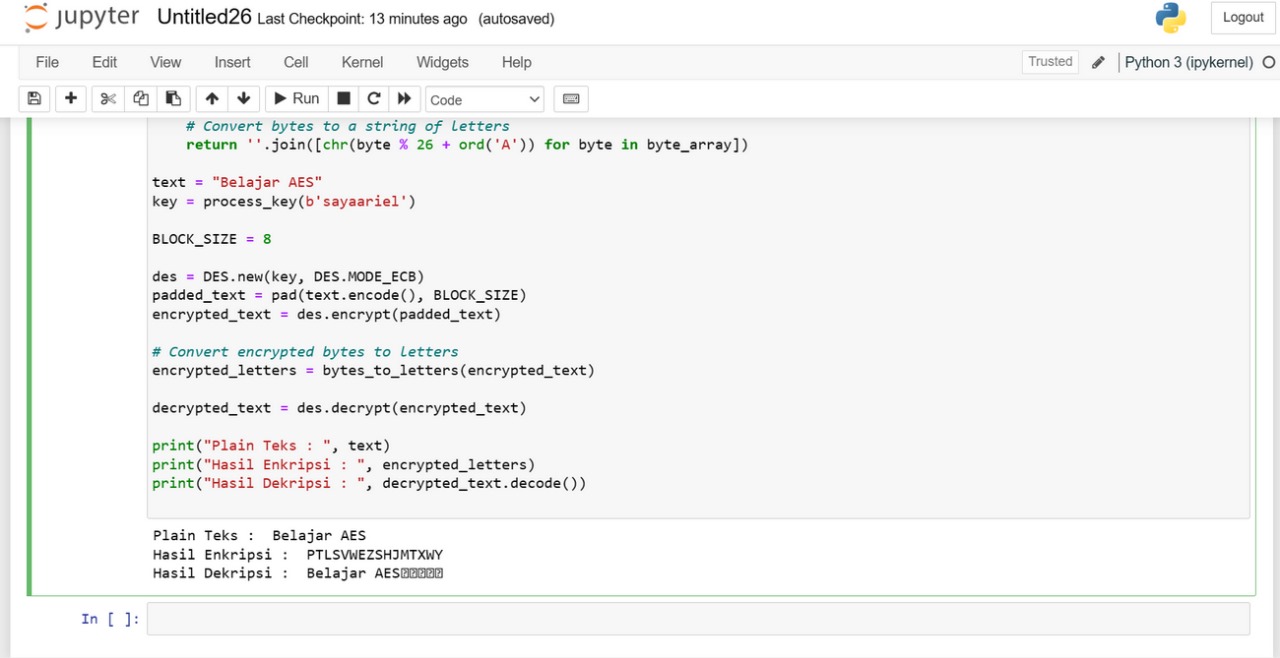 jupyter Untitled26 Last Checkpoint: 13 minutes ago (autosaved)
Logout
File Edit View Insert Cell Kernel Widgets Help
Trusted Python 3 (ipykernel)
Run Code
# Convert bytes to a string of letters
return ''.join([chr(byte % 26 + ord('A')) for byte in byte_array])
text = "Belajar AES"
key = process_key(b'sayaariel')
BLOCK_SIZE = 8
des = DES.new(key, DES.MODE_ECB)
padded_text = pad(text.encode(), BLOCK_SIZE)
encrypted_text = des.encrypt(padded_text)
# Convert encrypted bytes to letters
encrypted_letters = bytes_to_letters(encrypted_text)
decrypted_text = des.decrypt(encrypted_text)
print("Plain Teks : ", text)
print("Hasil Enkripsi : ", encrypted_letters)
print("Hasil Dekripsi : ", decrypted_text.decode())
Plain Teks :  Belajar AES
Hasil Enkripsi :  PTLSVWEZSHJMTXWY
Hasil Dekripsi :  Belajar AES
In [ ]: